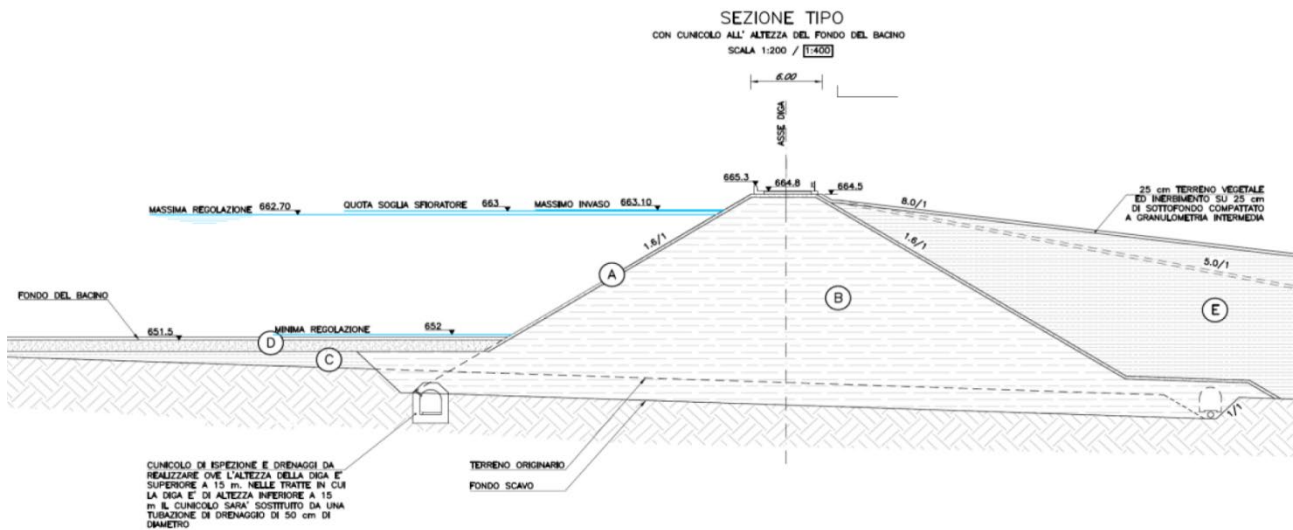 SEZIONE TIPO
CON CUNICOLO ALL' ALTEZZA DEL FONDO DEL BACINO
SCALA 1:200 / 1:400
6.00
ASSE DIGA
665.3
664.8
664.5
MASSIMA REGOLAZIONE 662.70
QUOTA SOGLIA SFIORATORE 663
MASSIMO INVASO 663.10
8.0/1
25 cm TERRENO VEGETALE
ED INERBIMENTO SU 25 cm
DI SOTTOFONDO COMPATTATO
A GRANULOMETRIA INTERMEDIA
1.6/1
1.6/1
5.0/1
A
B
E
FONDO DEL BACINO
651.5
MINIMA REGOLAZIONE 652
D
C
1/1
CUNICOLO DI ISPEZIONE E DRENAGGI DA
REALIZZARE OVE L'ALTEZZA DELLA DIGA E'
SUPERIORE A 15 m. NELLE TRATTE IN CUI
LA DIGA E' DI ALTEZZA INFERIORE A 15
m IL CUNICOLO SARA' SOSTITUITO DA UNA
TUBAZIONE DI DRENAGGIO DI 50 cm DI
DIAMETRO
TERRENO ORIGINARIO
FONDO SCAVO